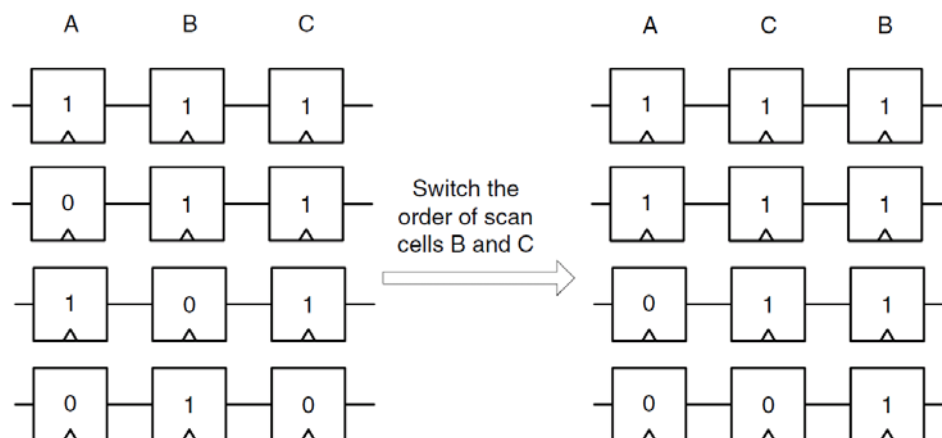 A B C A C B
1 1 1 1 1 1
0 1 1 1 1 1
Switch the
order of scan
cells B and C
1 0 1 0 1 1
0 1 0 0 0 1